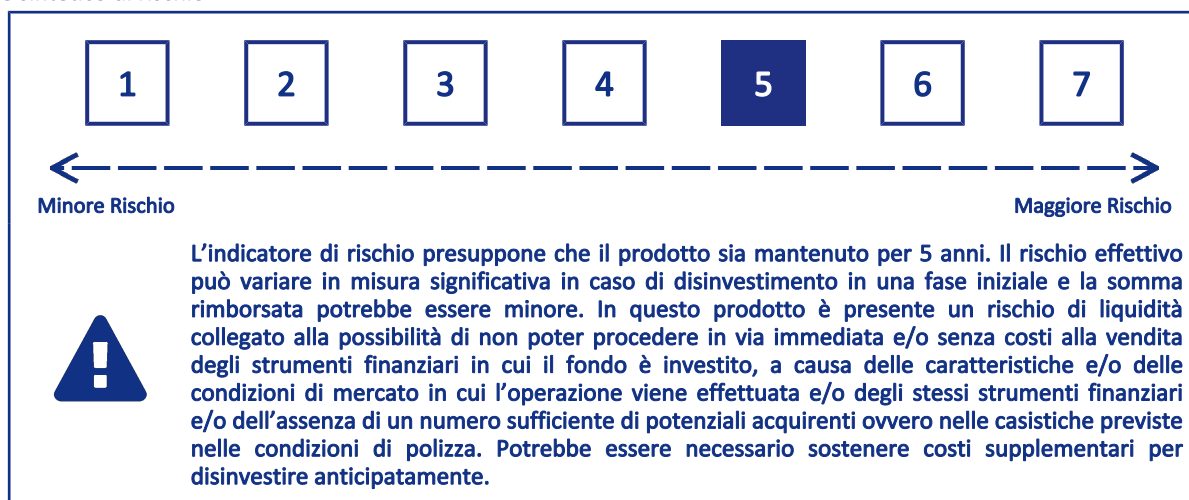 1 2 3 4 5 6 7
Minore Rischio Maggiore Rischio
L'indicatore di rischio presuppone che il prodotto sia mantenuto per 5 anni. Il rischio effettivo
può variare in misura significativa in caso di disinvestimento in una fase iniziale e la somma
rimborsata potrebbe essere minore. In questo prodotto è presente un rischio di liquidità
collegato alla possibilità di non poter procedere in via immediata e/o senza costi alla vendita
degli strumenti finanziari in cui il fondo è investito, a causa delle caratteristiche e/o delle
condizioni di mercato in cui l'operazione viene effettuata e/o degli stessi strumenti finanziari
e/o dell'assenza di un numero sufficiente di potenziali acquirenti ovvero nelle casistiche previste
nelle condizioni di polizza. Potrebbe essere necessario sostenere costi supplementari per
disinvestire anticipatamente.